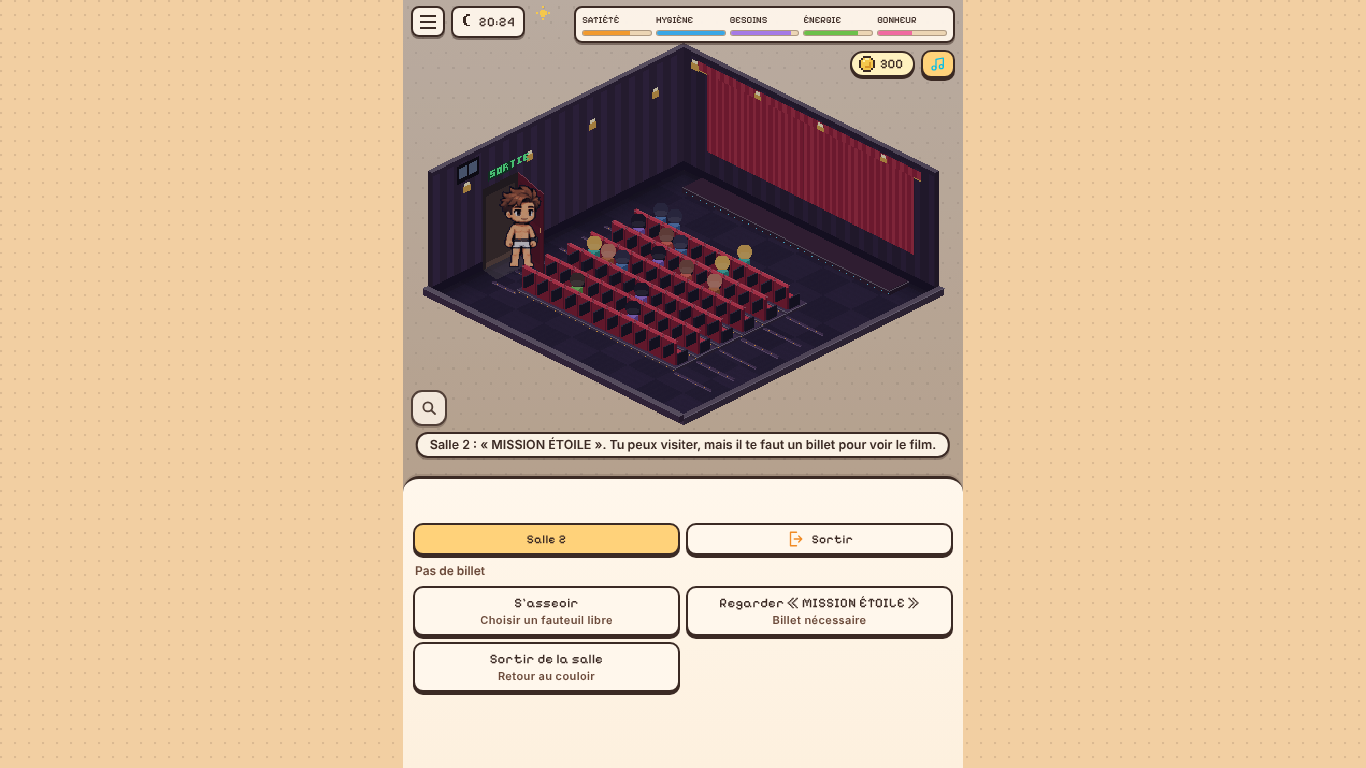 20:24
SATIÉTÉ HYGIÈNE BESOINS ÉNERGIE BONHEUR
300
SORTIE
Salle 2 : « MISSION ÉTOILE ». Tu peux visiter, mais il te faut un billet pour voir le film.
Salle 2
Sortir
Pas de billet
S'asseoir
Choisir un fauteuil libre
Regarder « MISSION ÉTOILE »
Billet nécessaire
Sortir de la salle
Retour au couloir